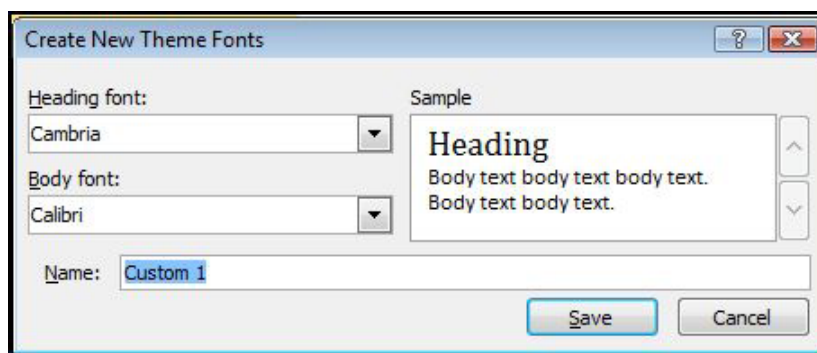 Create New Theme Fonts
Heading font:
Cambria
Body font:
Calibri
Sample
Heading
Body text body text body text.
Body text body text.
Name: Custom 1
Save Cancel